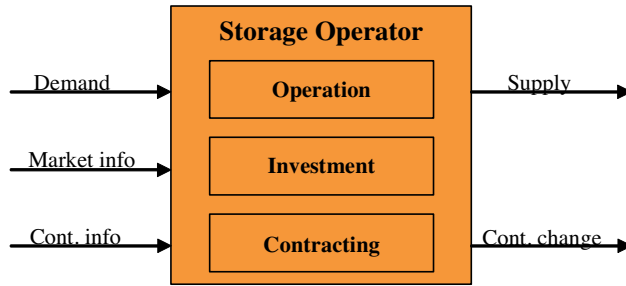 Storage Operator
Demand
Operation
Supply
Market info
Investment
Cont. info
Contracting
Cont. change